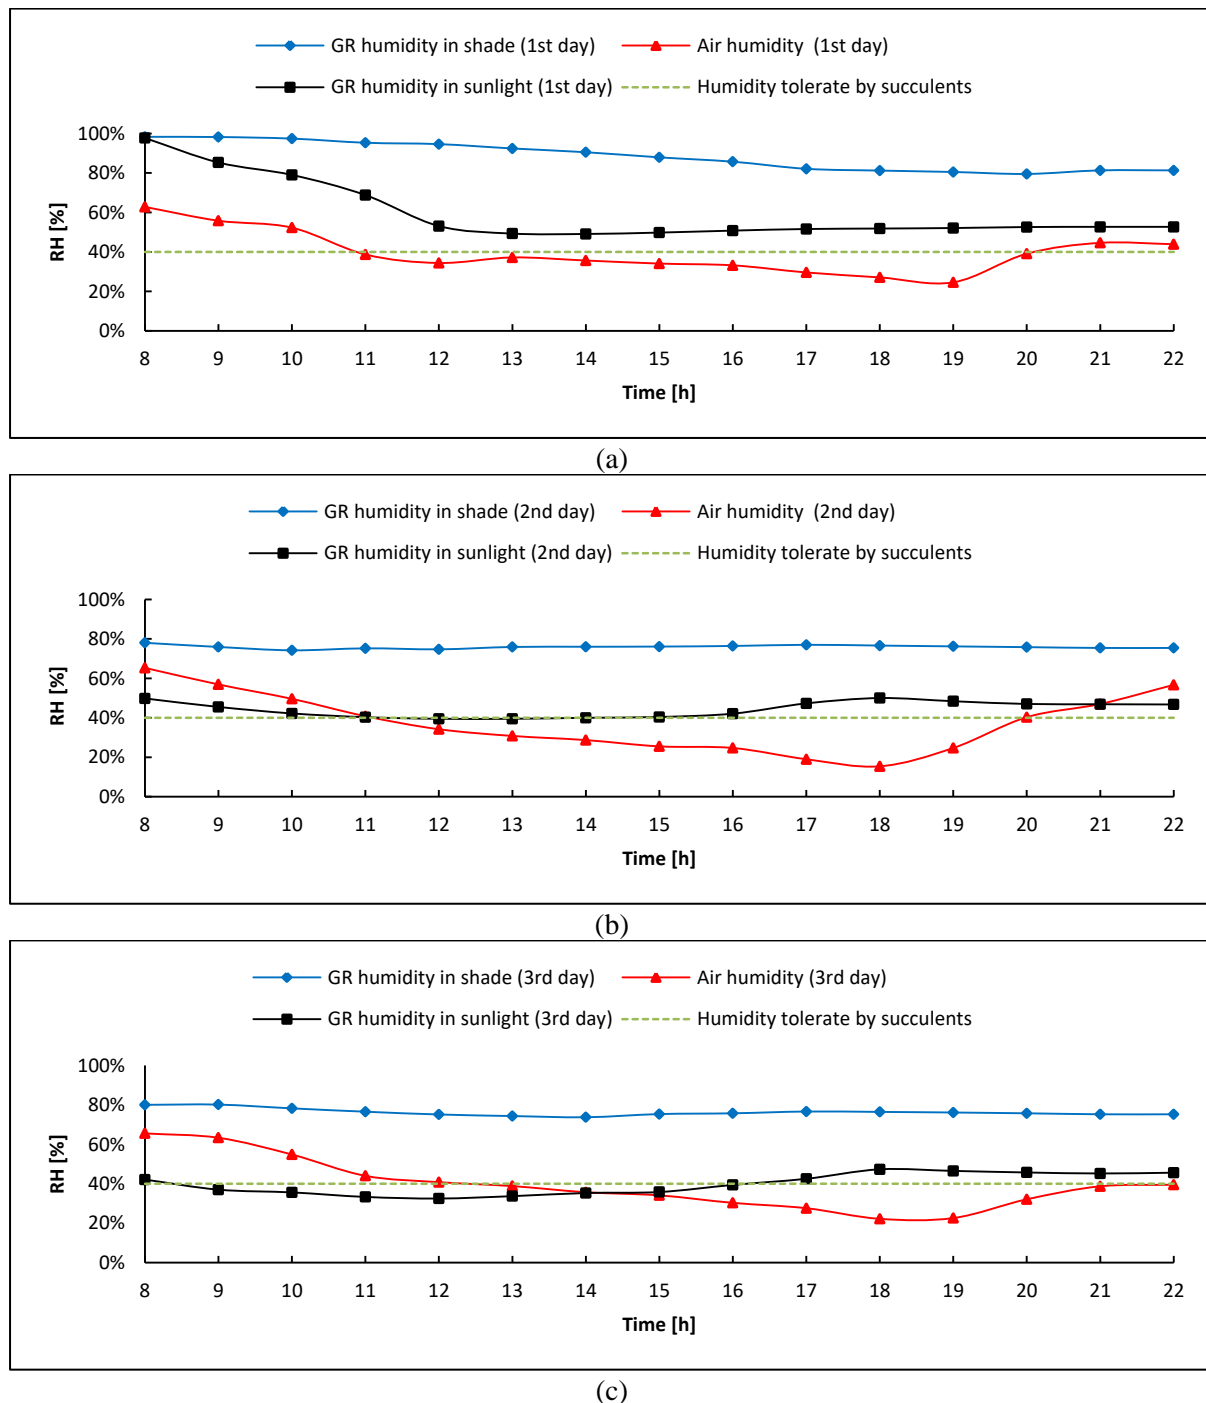 GR humidity in shade (1st day) Air humidity (1st day)
GR humidity in sunlight (1st day) Humidity tolerate by succulents
100%
80%
60%
40%
20%
0%
RH [%]
8 9 10 11 12 13 14 15 16 17 18 19 20 21 22
Time [h]
(a)
GR humidity in shade (2nd day) Air humidity (2nd day)
GR humidity in sunlight (2nd day) Humidity tolerate by succulents
100%
80%
60%
40%
20%
0%
RH [%]
8 9 10 11 12 13 14 15 16 17 18 19 20 21 22
Time [h]
(b)
GR humidity in shade (3rd day) Air humidity (3rd day)
GR humidity in sunlight (3rd day) Humidity tolerate by succulents
100%
80%
60%
40%
20%
0%
RH [%]
8 9 10 11 12 13 14 15 16 17 18 19 20 21 22
Time [h]
(c)